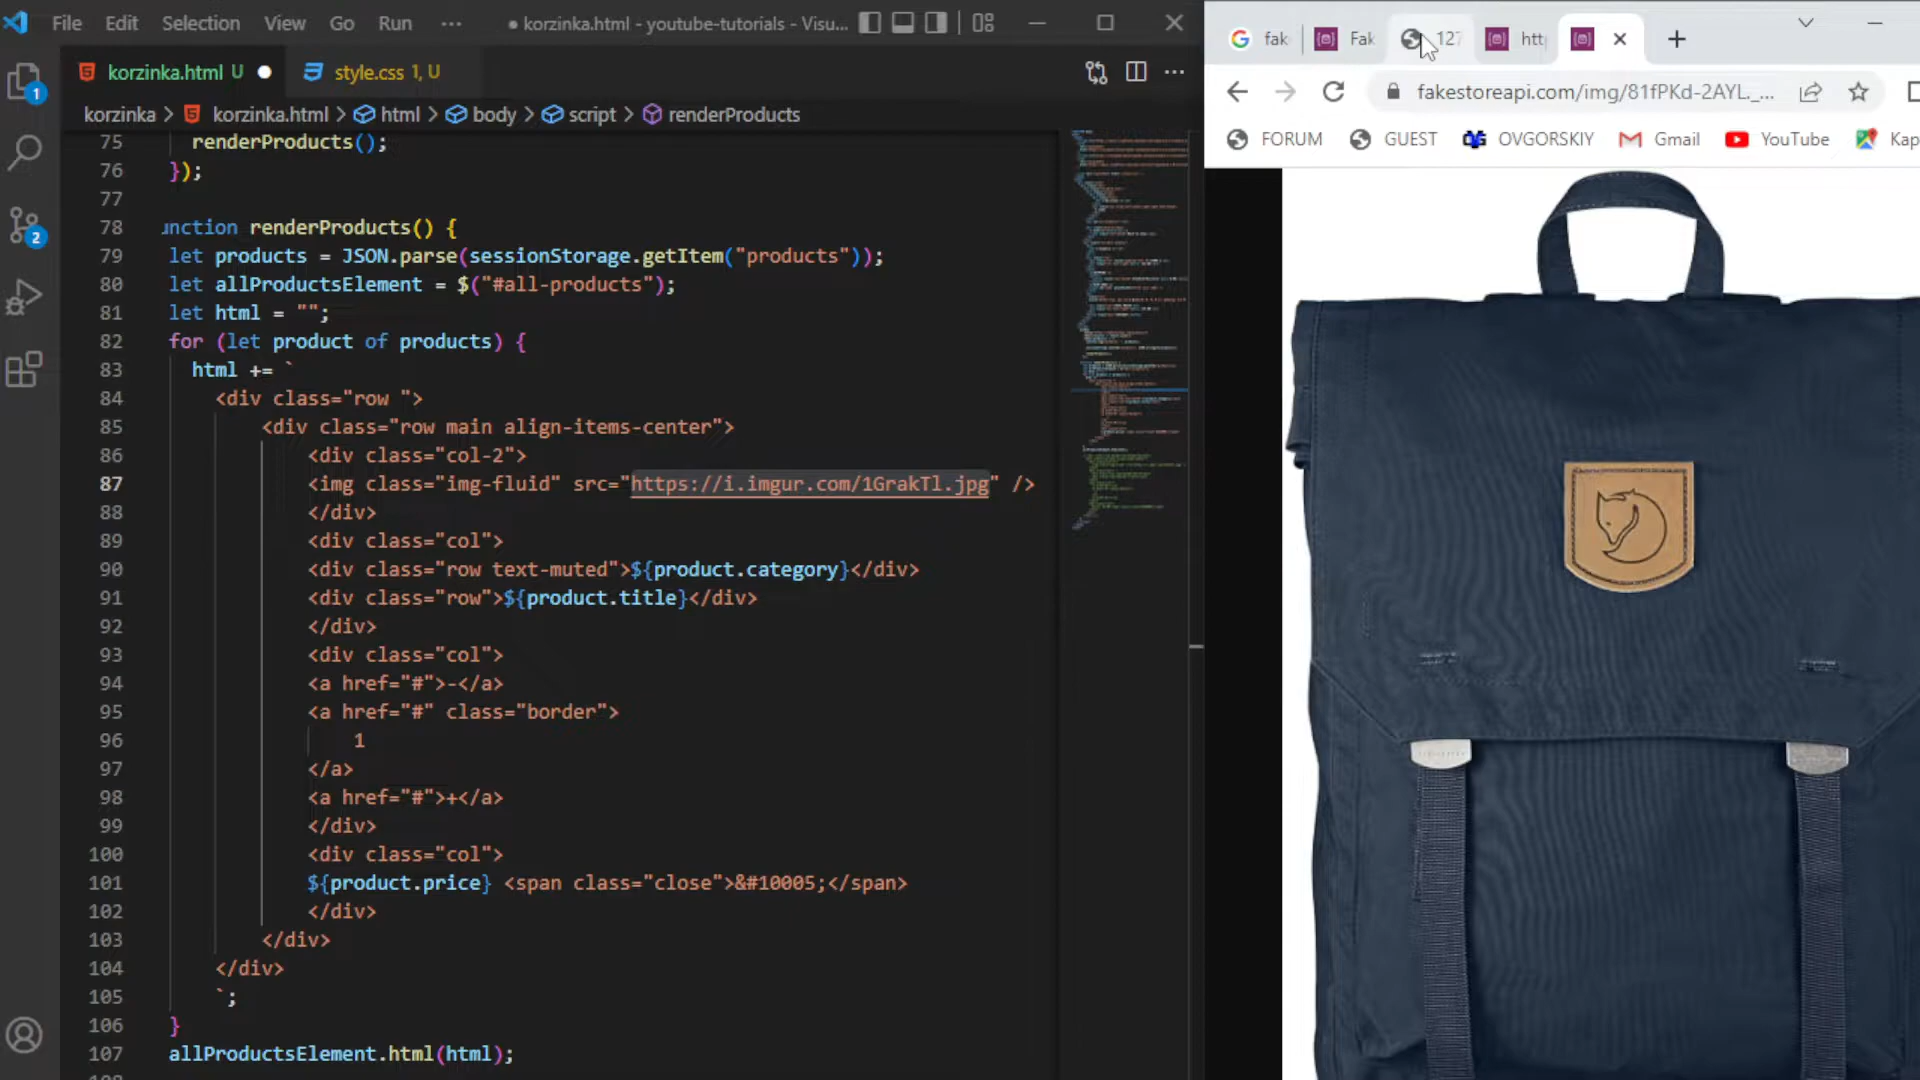 File Edit Selection View Go Run ··· ● korzinka.html - youtube-tutorials - Visu...
korzinka.html U ● style.css 1, U
korzinka > korzinka.html > html > body > script > renderProducts
75 renderProducts();
76 });
77
78 nction renderProducts() {
79 let products = JSON.parse(sessionStorage.getItem("products"));
80 let allProductsElement = $("#all-products");
81 let html = "";
82 for (let product of products) {
83 html += `
84 <div class="row ">
85 <div class="row main align-items-center">
86 <div class="col-2">
87 <img class="img-fluid" src="https://i.imgur.com/1GrakTl.jpg" />
88 </div>
89 <div class="col">
90 <div class="row text-muted">${product.category}</div>
91 <div class="row">${product.title}</div>
92 </div>
93 <div class="col">
94 <a href="#">-</a>
95 <a href="#" class="border">
96 1
97 </a>
98 <a href="#">+</a>
99 </div>
100 <div class="col">
101 ${product.price} <span class="close">&#10005;</span>
102 </div>
103 </div>
104 </div>
105 `;
106 }
107 allProductsElement.html(html);
1
2
fak Fak 127 htt
fakestoreapi.com/img/81fPKd-2AYL._...
FORUM GUEST OVGORSKIY Gmail YouTube Kap